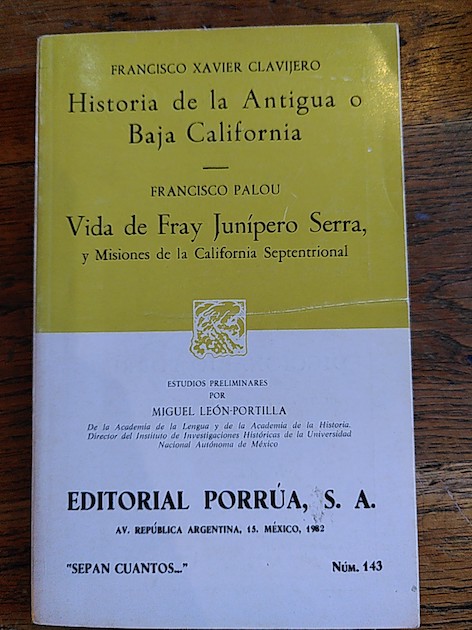 FRANCISCO XAVIER CLAVIJERO
Historia de la Antigua o
Baja California
FRANCISCO PALOU
Vida de Fray Junípero Serra,
y Misiones de la California Septentrional
ESTUDIOS PRELIMINARES
POR
MIGUEL LEÓN-PORTILLA
De la Academia de la Lengua y de la Academia de la Historia.
Director del Instituto de Investigaciones Históricas de la Universidad
Nacional Autónoma de México
EDITORIAL PORRÚA, S. A.
AV. REPÚBLICA ARGENTINA, 15. MÉXICO, 1982
"SEPAN CUANTOS..."
NÚM. 143